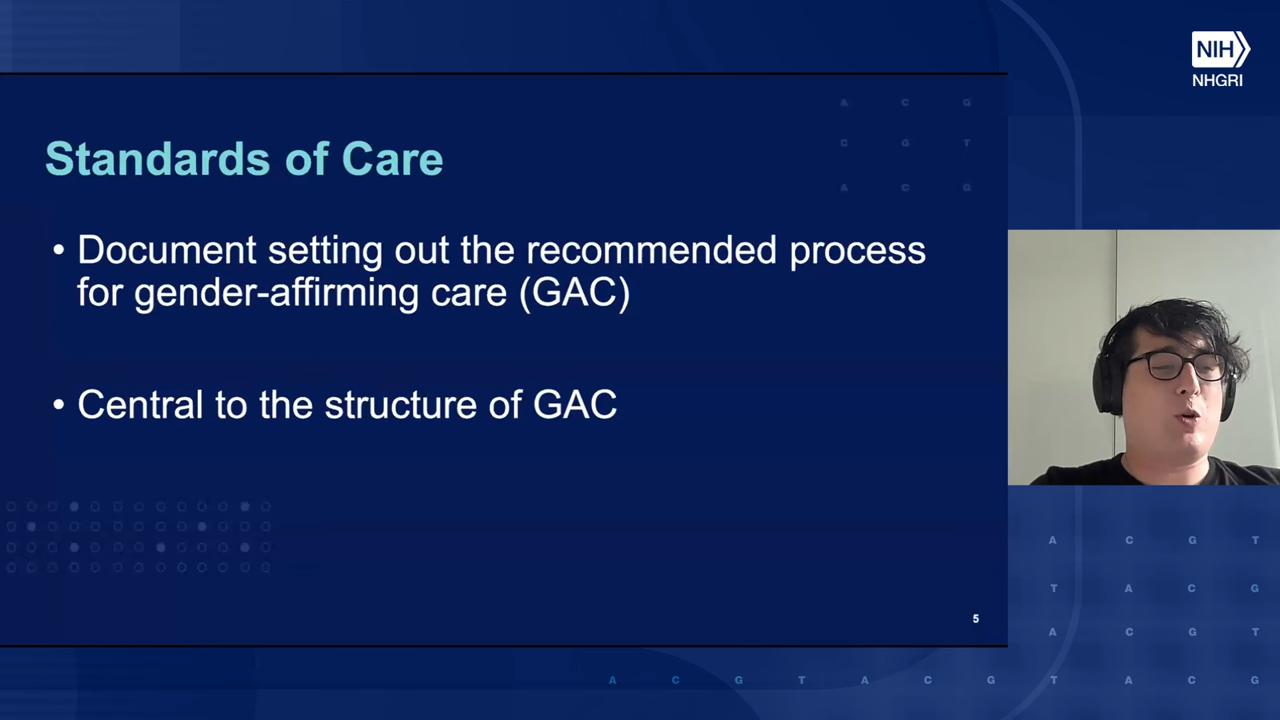 NIH
NHGRI
A C G
C G T
A C G
Standards of Care
• Document setting out the recommended process
for gender-affirming care (GAC)
• Central to the structure of GAC
5
A C G T
T A C G
A C G T
A C G T A C G T A C G